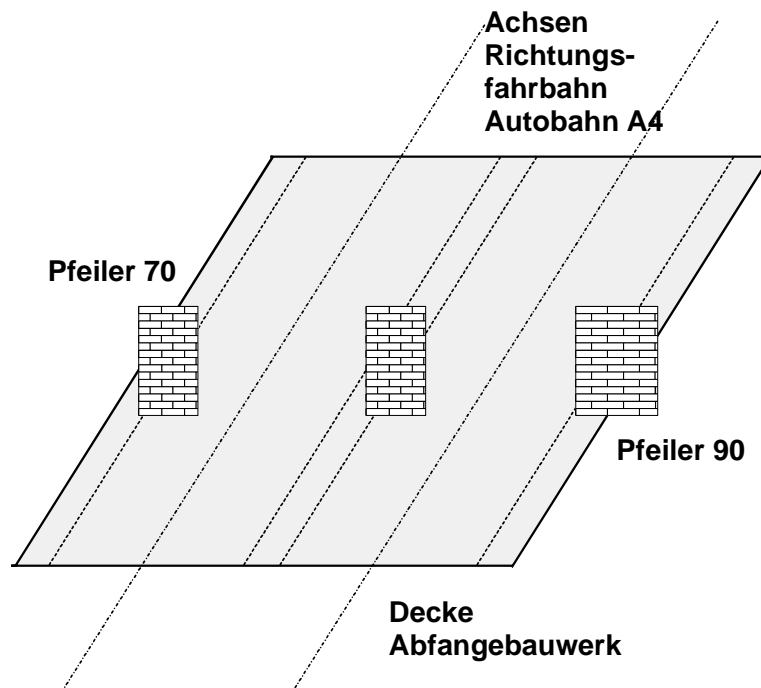 Achsen
Richtungs-
fahrbahn
Autobahn A4
Pfeiler 70
Pfeiler 90
Decke
Abfangebauwerk